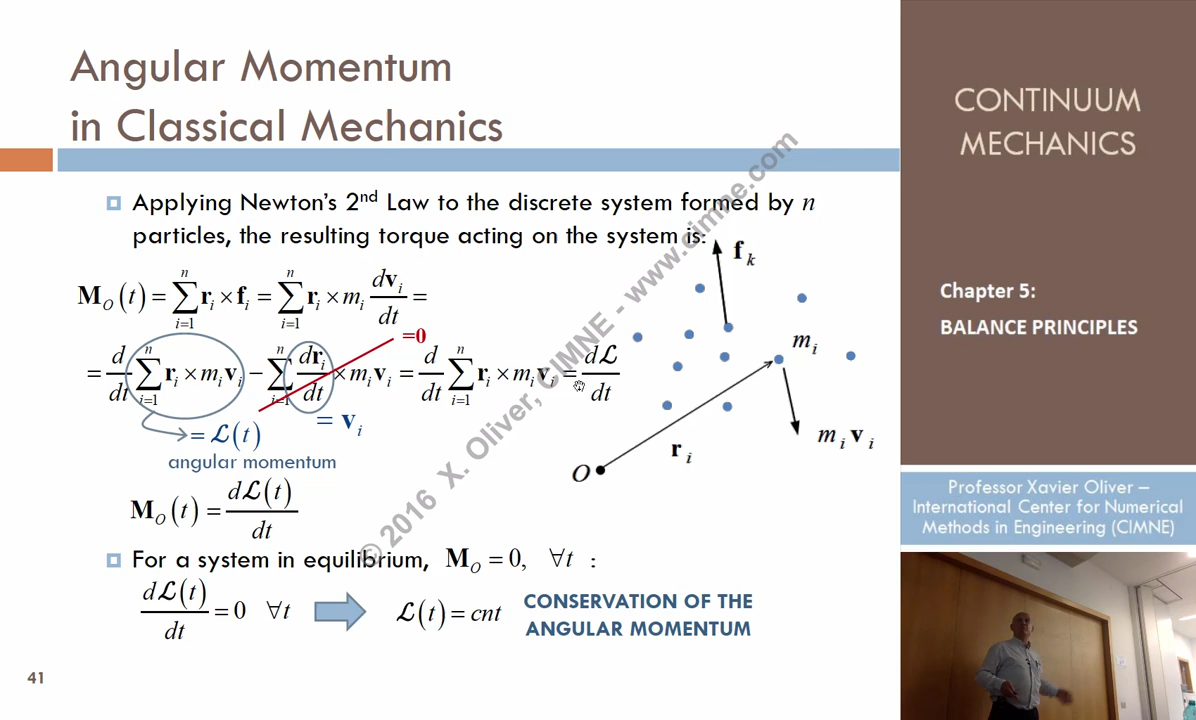 Angular Momentum
in Classical Mechanics
Applying Newton's 2nd Law to the discrete system formed by n
particles, the resulting torque acting on the system is:
M_O(t) = ∑_{i=1}^{n} r_i × f_i = ∑_{i=1}^{n} r_i × m_i dv_i/dt =
= d/dt ∑_{i=1}^{n} r_i × m_i v_i − ∑_{i=1}^{n} dr_i/dt × m_i v_i = d/dt ∑_{i=1}^{n} r_i × m_i v_i = dℒ/dt
=0
= v_i
= ℒ(t)
angular momentum
M_O(t) = dℒ(t)/dt
For a system in equilibrium, M_O = 0, ∀t :
dℒ(t)/dt = 0 ∀t
ℒ(t) = cnt
CONSERVATION OF THE
ANGULAR MOMENTUM
f_k
m_i
m_i v_i
r_i
O
© 2016 X. Oliver, CIMNE - www.cimne.com
41
CONTINUUM
MECHANICS
Chapter 5:
BALANCE PRINCIPLES
Professor Xavier Oliver –
International Center for Numerical
Methods in Engineering (CIMNE)